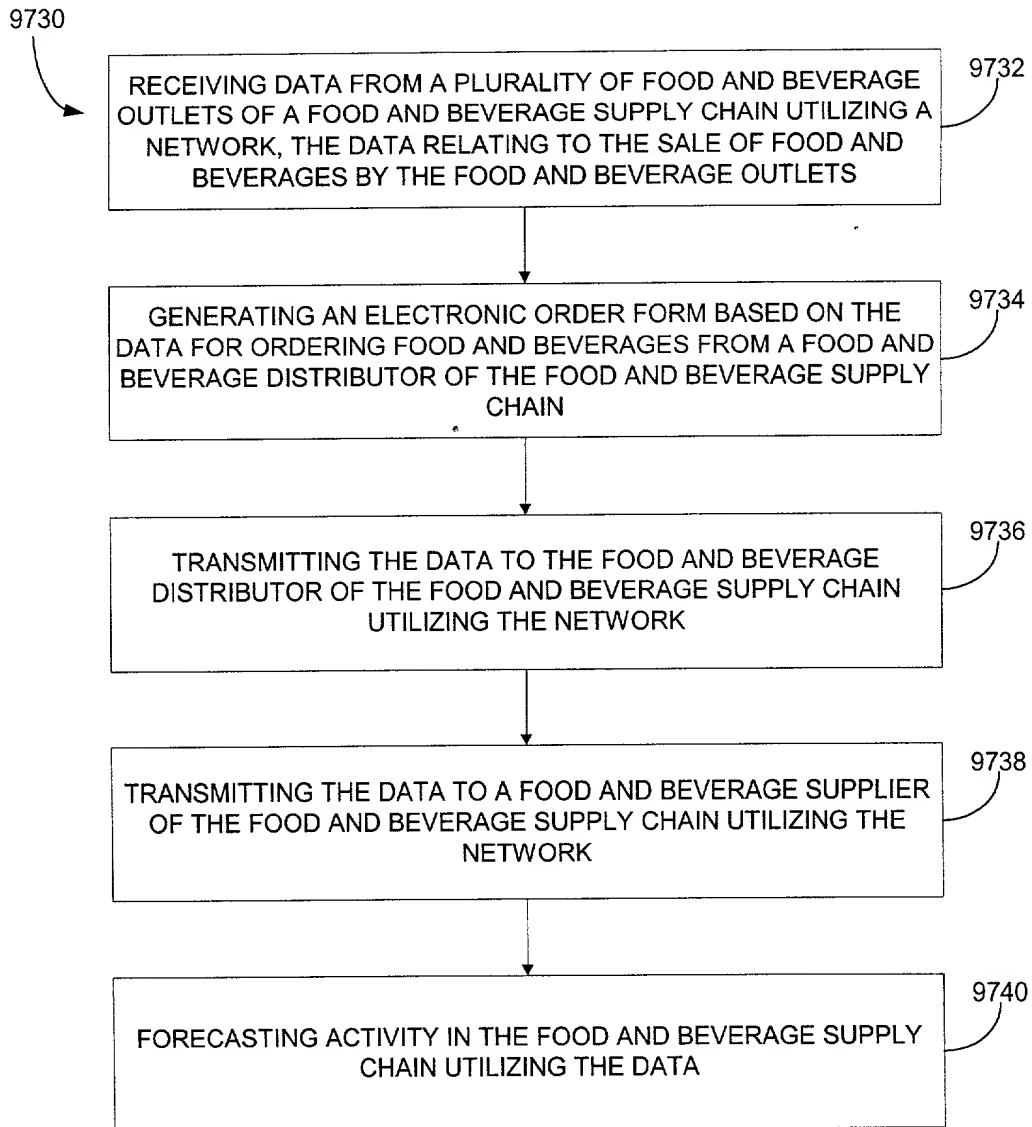 9730
RECEIVING DATA FROM A PLURALITY OF FOOD AND BEVERAGE
OUTLETS OF A FOOD AND BEVERAGE SUPPLY CHAIN UTILIZING A
NETWORK, THE DATA RELATING TO THE SALE OF FOOD AND
BEVERAGES BY THE FOOD AND BEVERAGE OUTLETS
9732
GENERATING AN ELECTRONIC ORDER FORM BASED ON THE
DATA FOR ORDERING FOOD AND BEVERAGES FROM A FOOD AND
BEVERAGE DISTRIBUTOR OF THE FOOD AND BEVERAGE SUPPLY
CHAIN
9734
TRANSMITTING THE DATA TO THE FOOD AND BEVERAGE
DISTRIBUTOR OF THE FOOD AND BEVERAGE SUPPLY CHAIN
UTILIZING THE NETWORK
9736
TRANSMITTING THE DATA TO A FOOD AND BEVERAGE SUPPLIER
OF THE FOOD AND BEVERAGE SUPPLY CHAIN UTILIZING THE
NETWORK
9738
FORECASTING ACTIVITY IN THE FOOD AND BEVERAGE SUPPLY
CHAIN UTILIZING THE DATA
9740